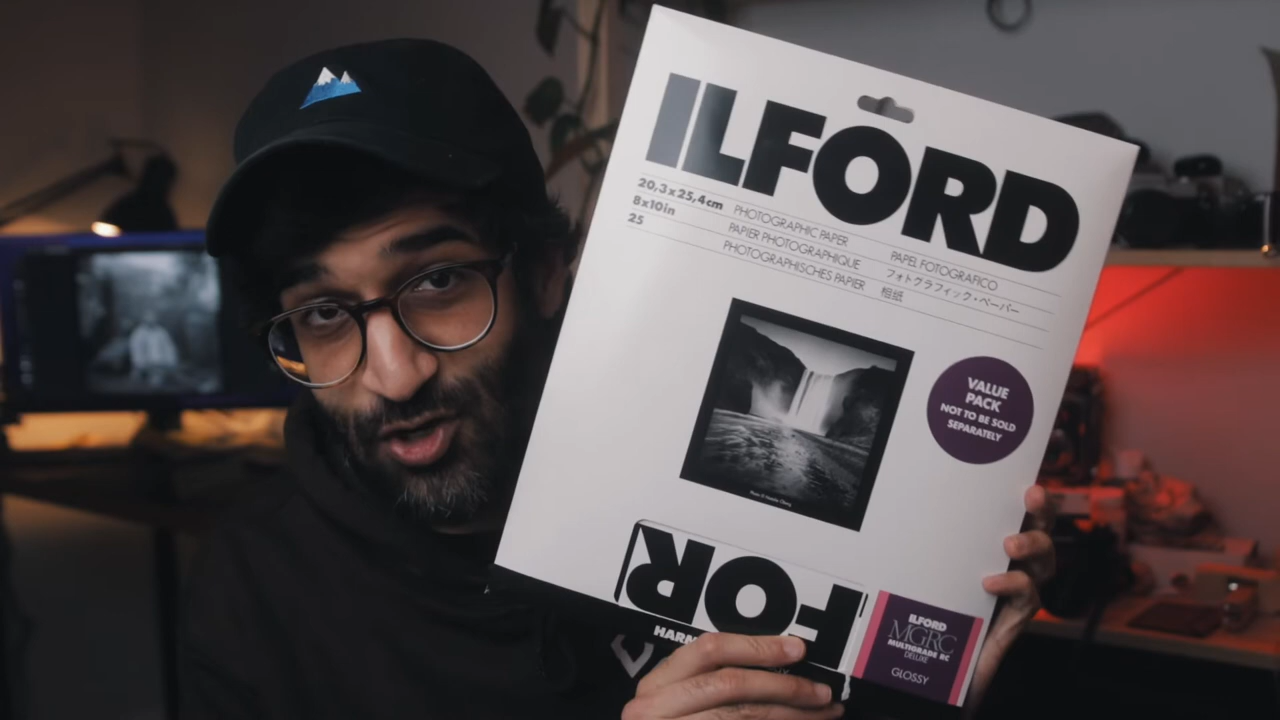 ILFORD
20,3x25,4cm PHOTOGRAPHIC PAPER PAPEL FOTOGRAFICO
8x10in PAPIER PHOTOGRAPHIQUE フォトグラフィック・ペーパー
25 PHOTOGRAPHISCHES PAPIER 相紙
VALUE
PACK
NOT TO BE SOLD
SEPARATELY
FOR
HARM
ILFORD
MGRC
MULTIGRADE RC
DELUXE
GLOSSY